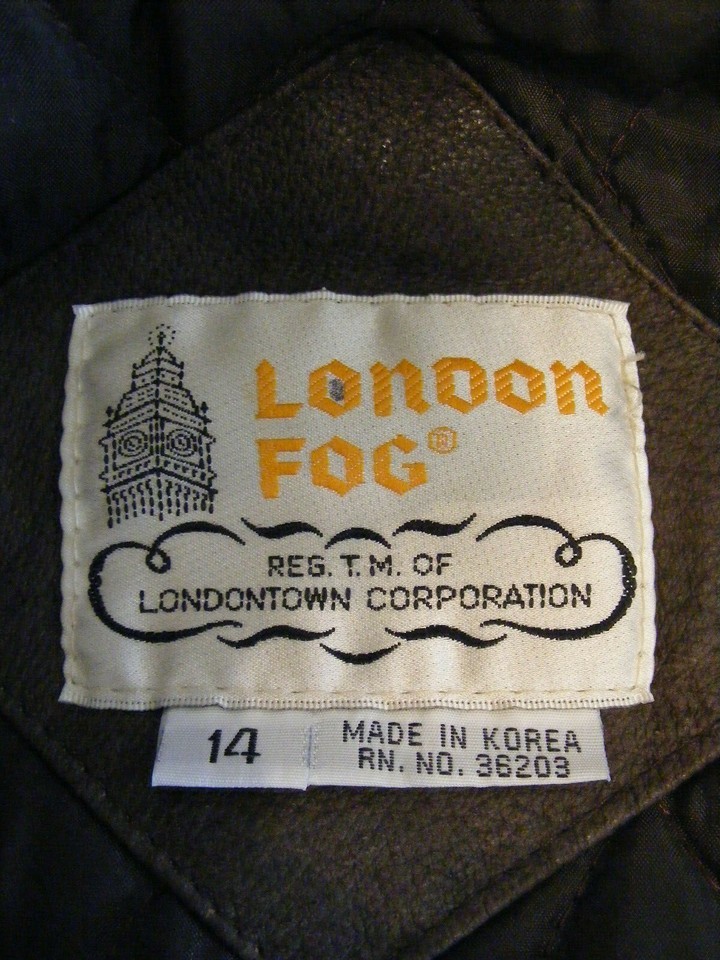 London
FOG®
REG. T. M. OF
LONDONTOWN CORPORATION
14
MADE IN KOREA
RN. NO. 36203